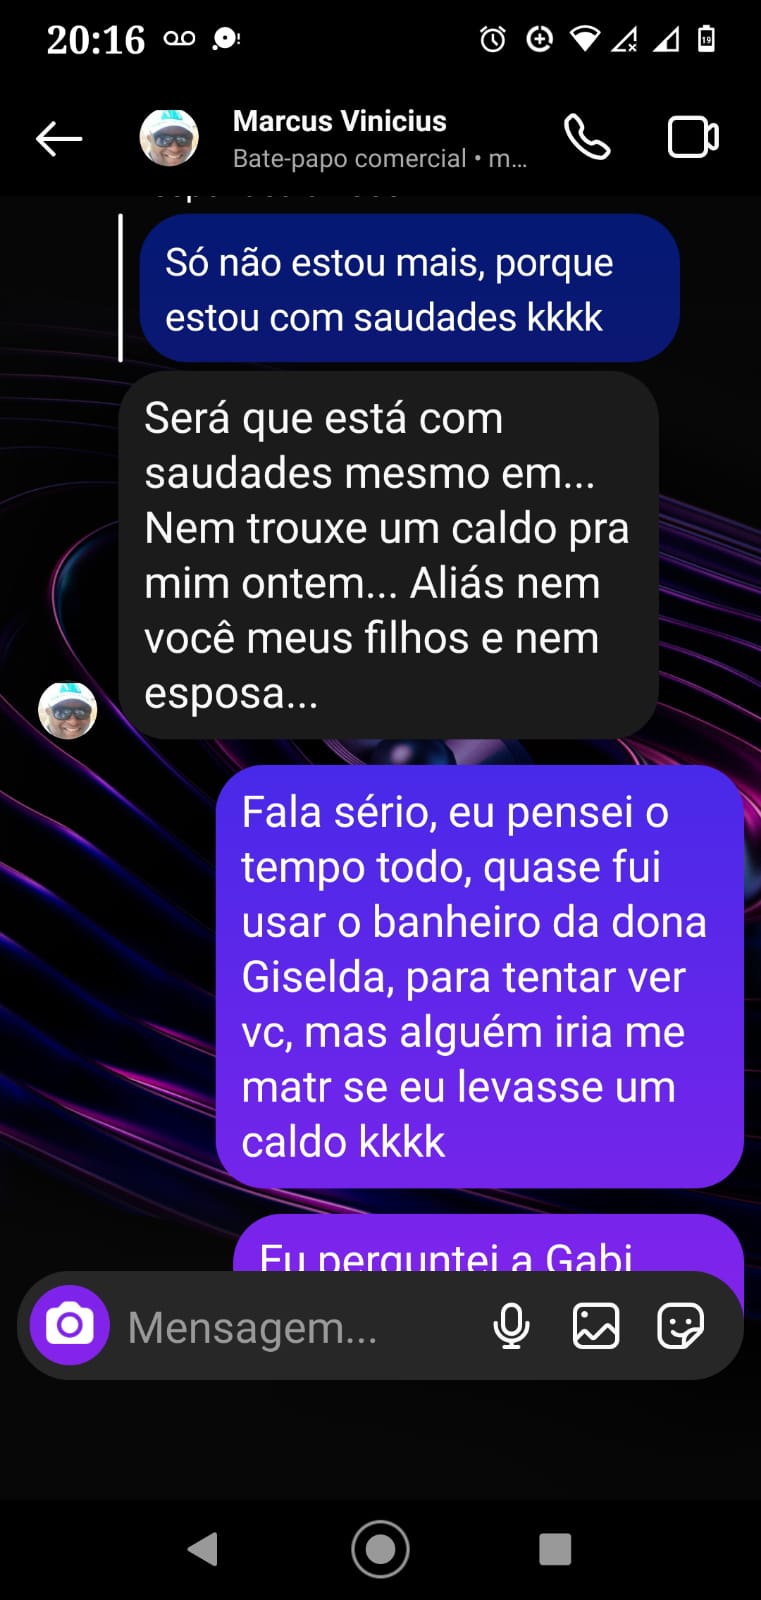 20:16
19
Marcus Vinicius
Bate-papo comercial • m...
Só não estou mais, porque
estou com saudades kkkk
Será que está com
saudades mesmo em...
Nem trouxe um caldo pra
mim ontem... Aliás nem
você meus filhos e nem
esposa...
Fala sério, eu pensei o
tempo todo, quase fui
usar o banheiro da dona
Giselda, para tentar ver
vc, mas alguém iria me
matr se eu levasse um
caldo kkkk
Eu perguntei a Gabi
Mensagem...